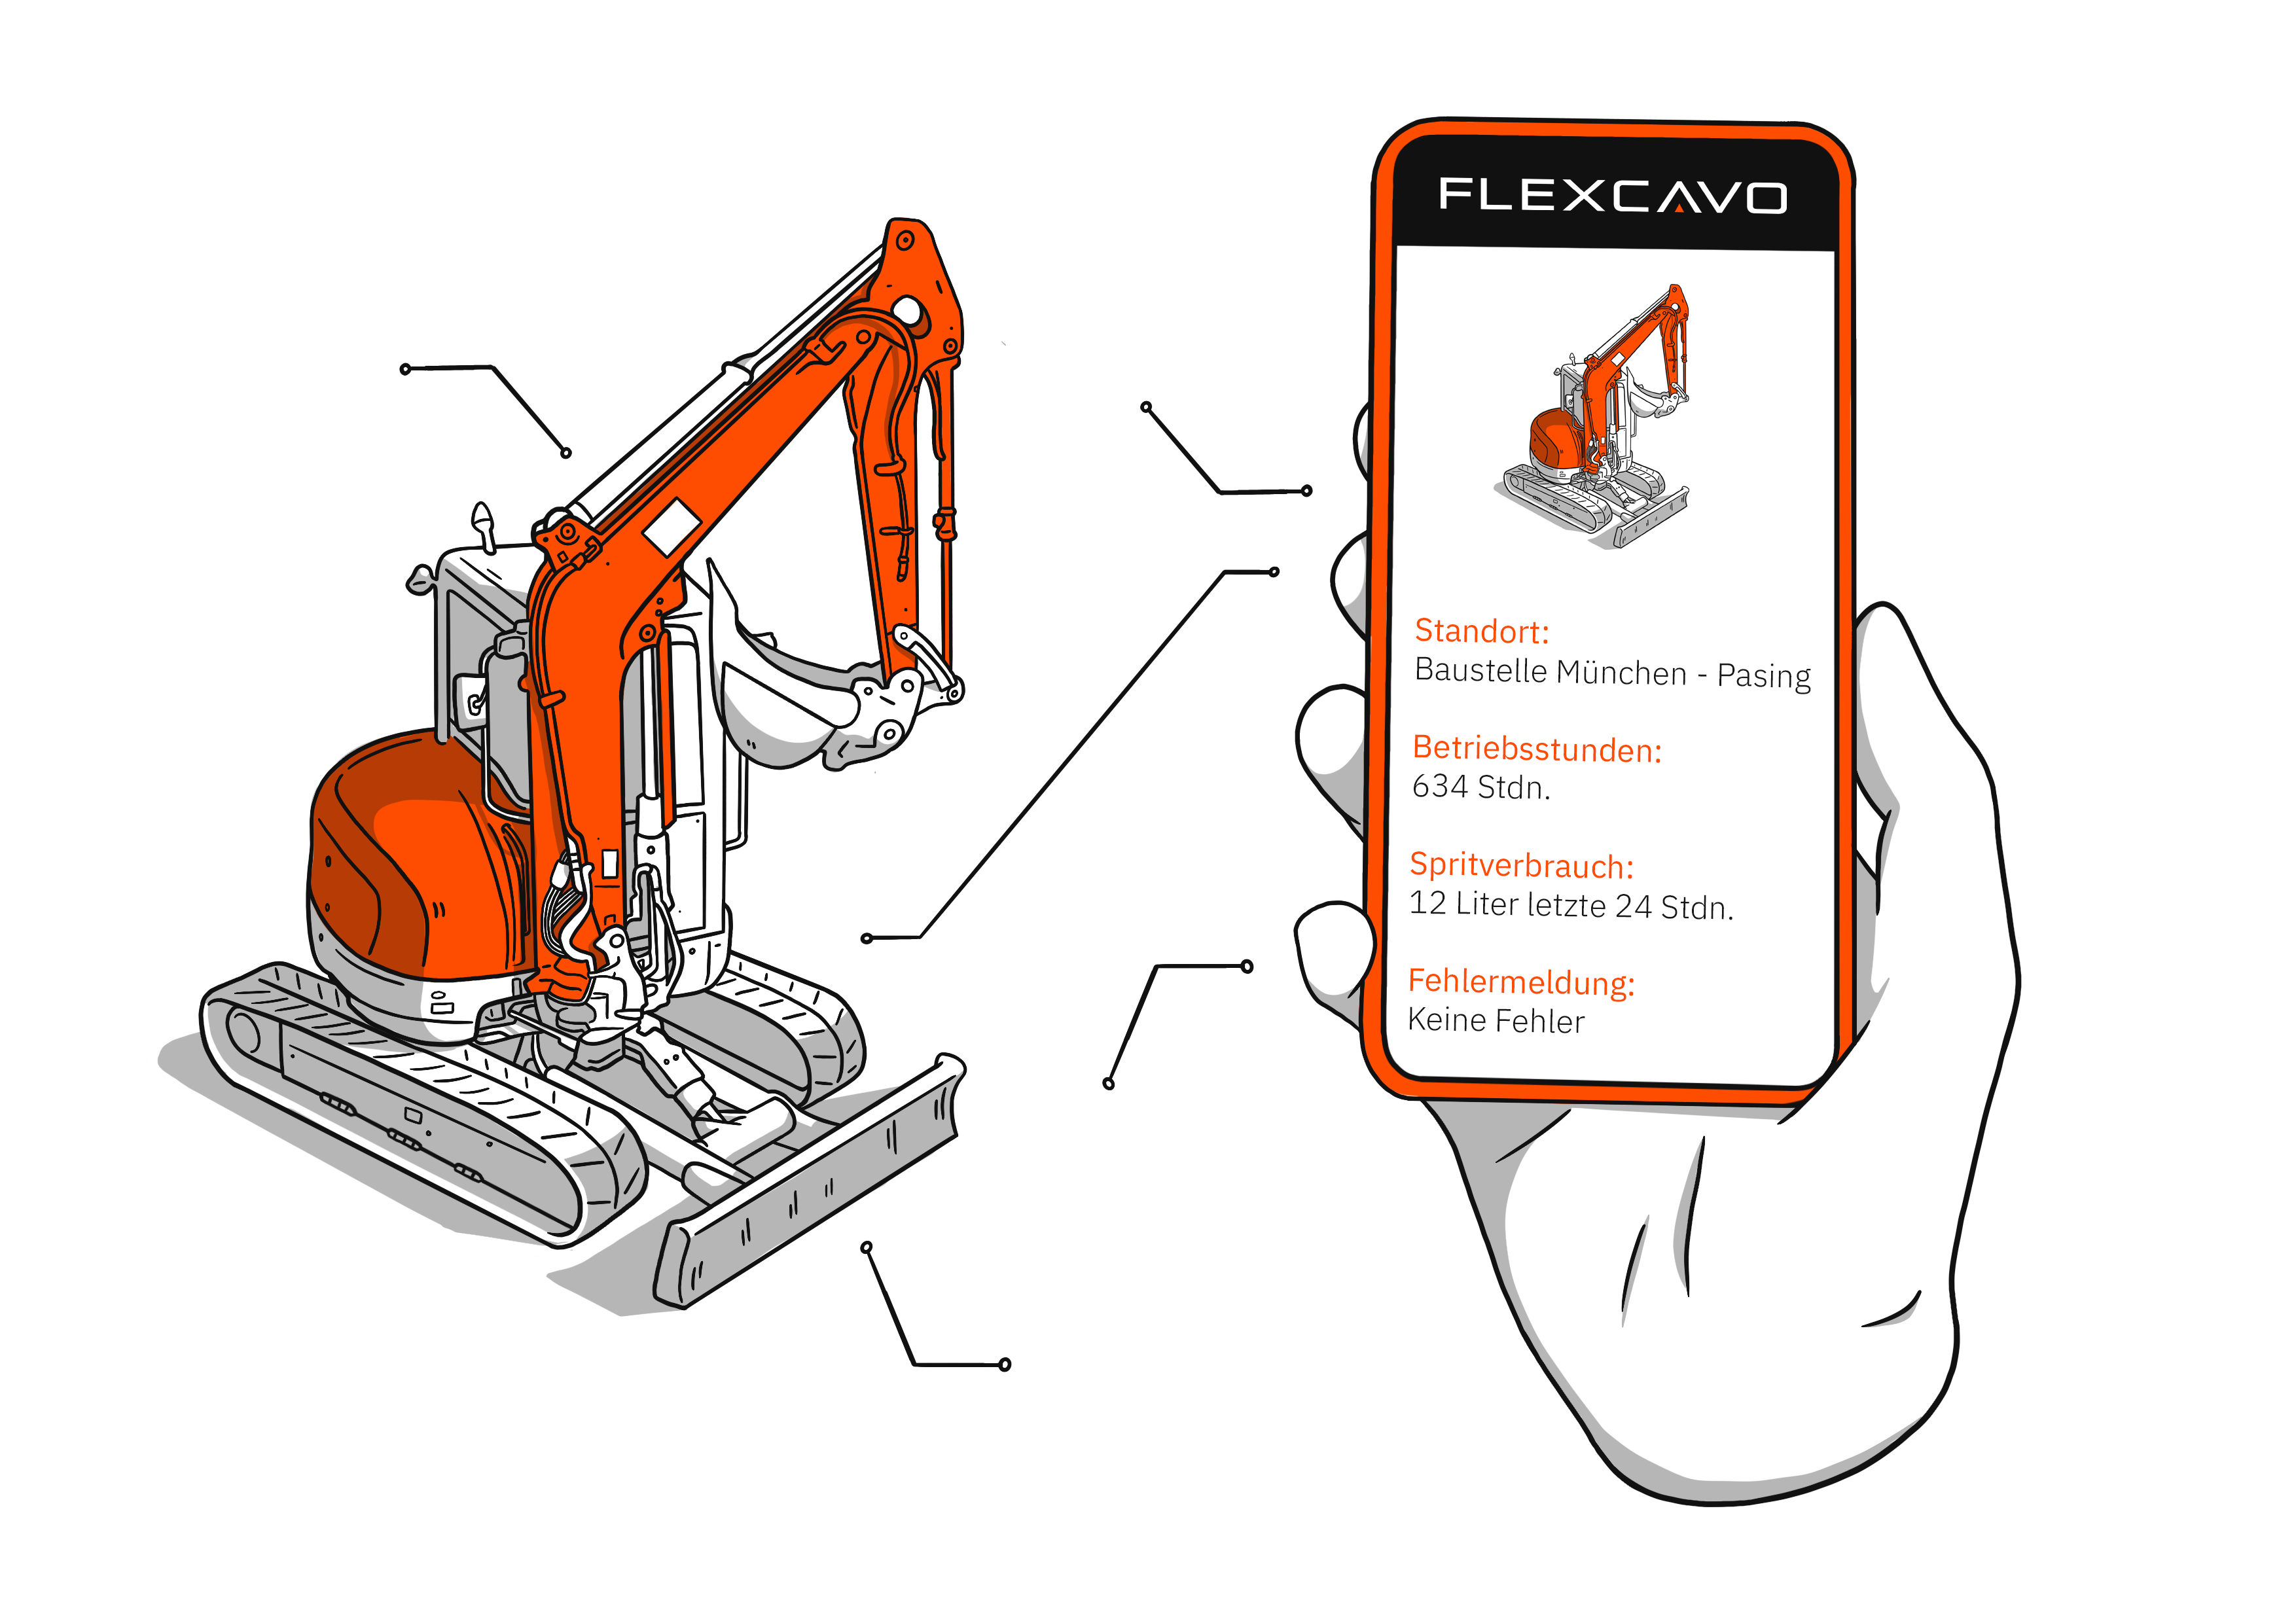 FLEXCAVO
Standort:
Baustelle München - Pasing
Betriebsstunden:
634 Stdn.
Spritverbrauch:
12 Liter letzte 24 Stdn.
Fehlermeldung:
Keine Fehler